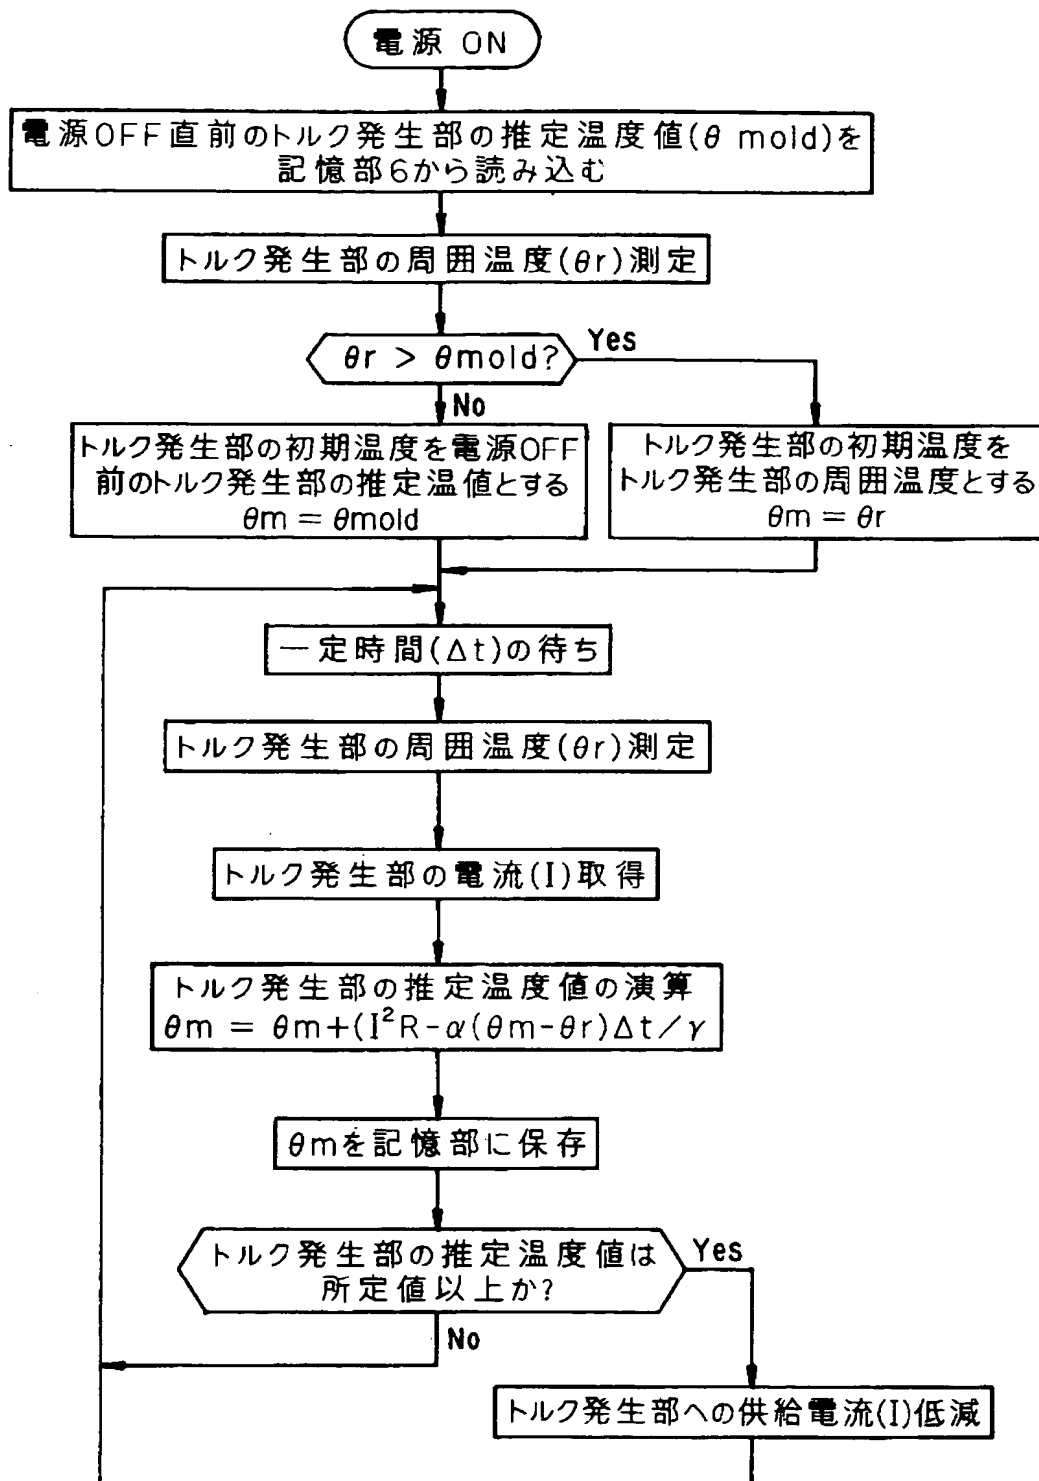 電源 ON
電源OFF直前のトルク発生部の推定温度値(θ mold)を
記憶部6から読み込む
トルク発生部の周囲温度(θr)測定
θr > θmold?
Yes
No
トルク発生部の初期温度を電源OFF
前のトルク発生部の推定温値とする
θm = θmold
トルク発生部の初期温度を
トルク発生部の周囲温度とする
θm = θr
一定時間(Δt)の待ち
トルク発生部の周囲温度(θr)測定
トルク発生部の電流(I)取得
トルク発生部の推定温度値の演算
θm = θm+(I²R-α(θm-θr)Δt/γ
θmを記憶部に保存
トルク発生部の推定温度値は
所定値以上か?
Yes
No
トルク発生部への供給電流(I)低減